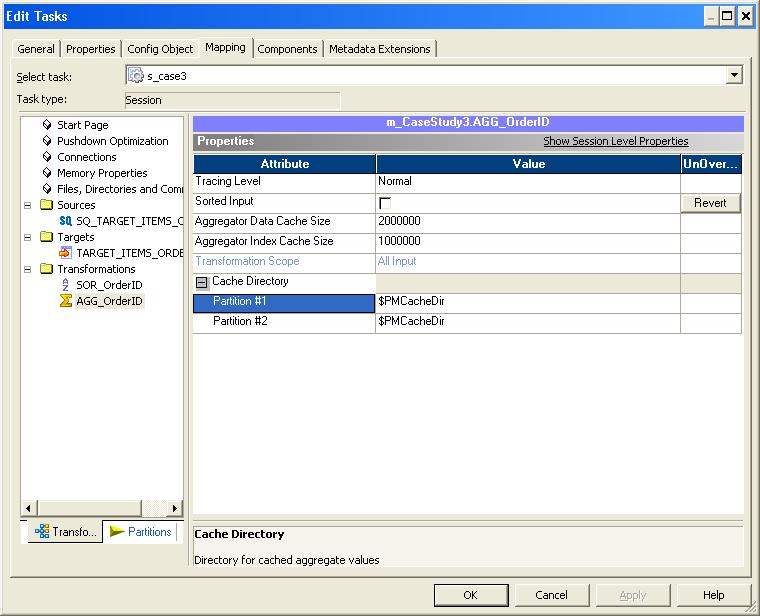 Edit Tasks
General Properties Config Object Mapping Components Metadata Extensions
Select task: s_case3
Task type: Session
Start Page
Pushdown Optimization
Connections
Memory Properties
Files, Directories and Com
Sources
SQ SQ_TARGET_ITEMS_O
Targets
TARGET_ITEMS_ORDE
Transformations
SOR_OrderID
AGG_OrderID
Transfo... Partitions
m_CaseStudy3.AGG_OrderID
Properties Show Session Level Properties
Attribute Value UnOver...
Tracing Level Normal
Sorted Input Revert
Aggregator Data Cache Size 2000000
Aggregator Index Cache Size 1000000
Transformation Scope All Input
Cache Directory
Partition #1 $PMCacheDir
Partition #2 $PMCacheDir
Cache Directory
Directory for cached aggregate values
OK Cancel Apply Help